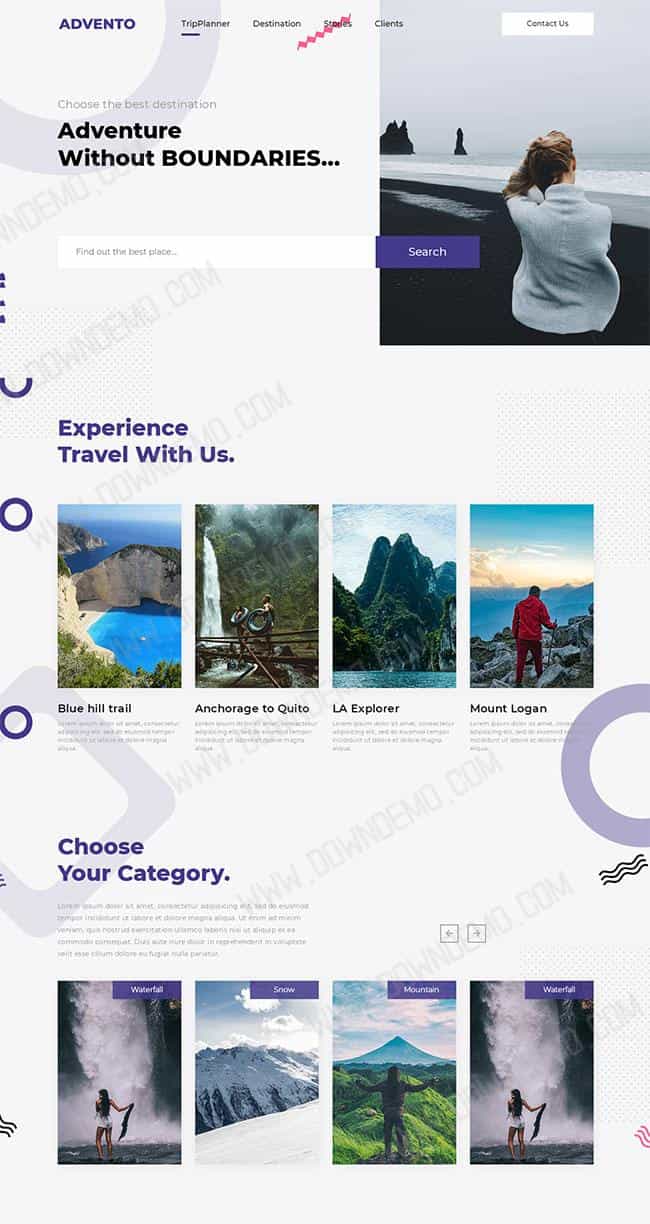 ADVENTO
TripPlanner
Destination
Stories
Clients
Contact Us
Choose the best destination
Adventure
Without BOUNDARIES...
Find out the best place...
Search
Experience
Travel With Us.
Blue hill trail
Lorem ipsum dolor sit amet, consectetur
adipiscing elit, sed do eiusmod tempor
incididunt ut labore et dolore magna
aliqua.
Anchorage to Quito
Lorem ipsum dolor sit amet, consectetur
adipiscing elit, sed do eiusmod tempor
incididunt ut labore et dolore magna
aliqua.
LA Explorer
Lorem ipsum dolor sit amet, consectetur
adipiscing elit, sed do eiusmod tempor
incididunt ut labore et dolore magna
aliqua.
Mount Logan
Lorem ipsum dolor sit amet, consectetur
adipiscing elit, sed do eiusmod tempor
incididunt ut labore et dolore magna
aliqua.
Choose
Your Category.
Lorem ipsum dolor sit amet, consectetur adipiscing elit, sed do eiusmod
tempor incididunt ut labore et dolore magna aliqua. Ut enim ad minim
veniam, quis nostrud exercitation ullamco laboris nisi ut aliquip ex ea
commodo consequat. Duis aute irure dolor in reprehenderit in voluptate
velit esse cillum dolore eu fugiat nulla pariatur.
Waterfall
Snow
Mountain
Waterfall
WWW.DOWNDEMO.COM
WWW.DOWNDEMO.COM
WWW.DOWNDEMO.COM
WWW.DOWNDEMO.COM